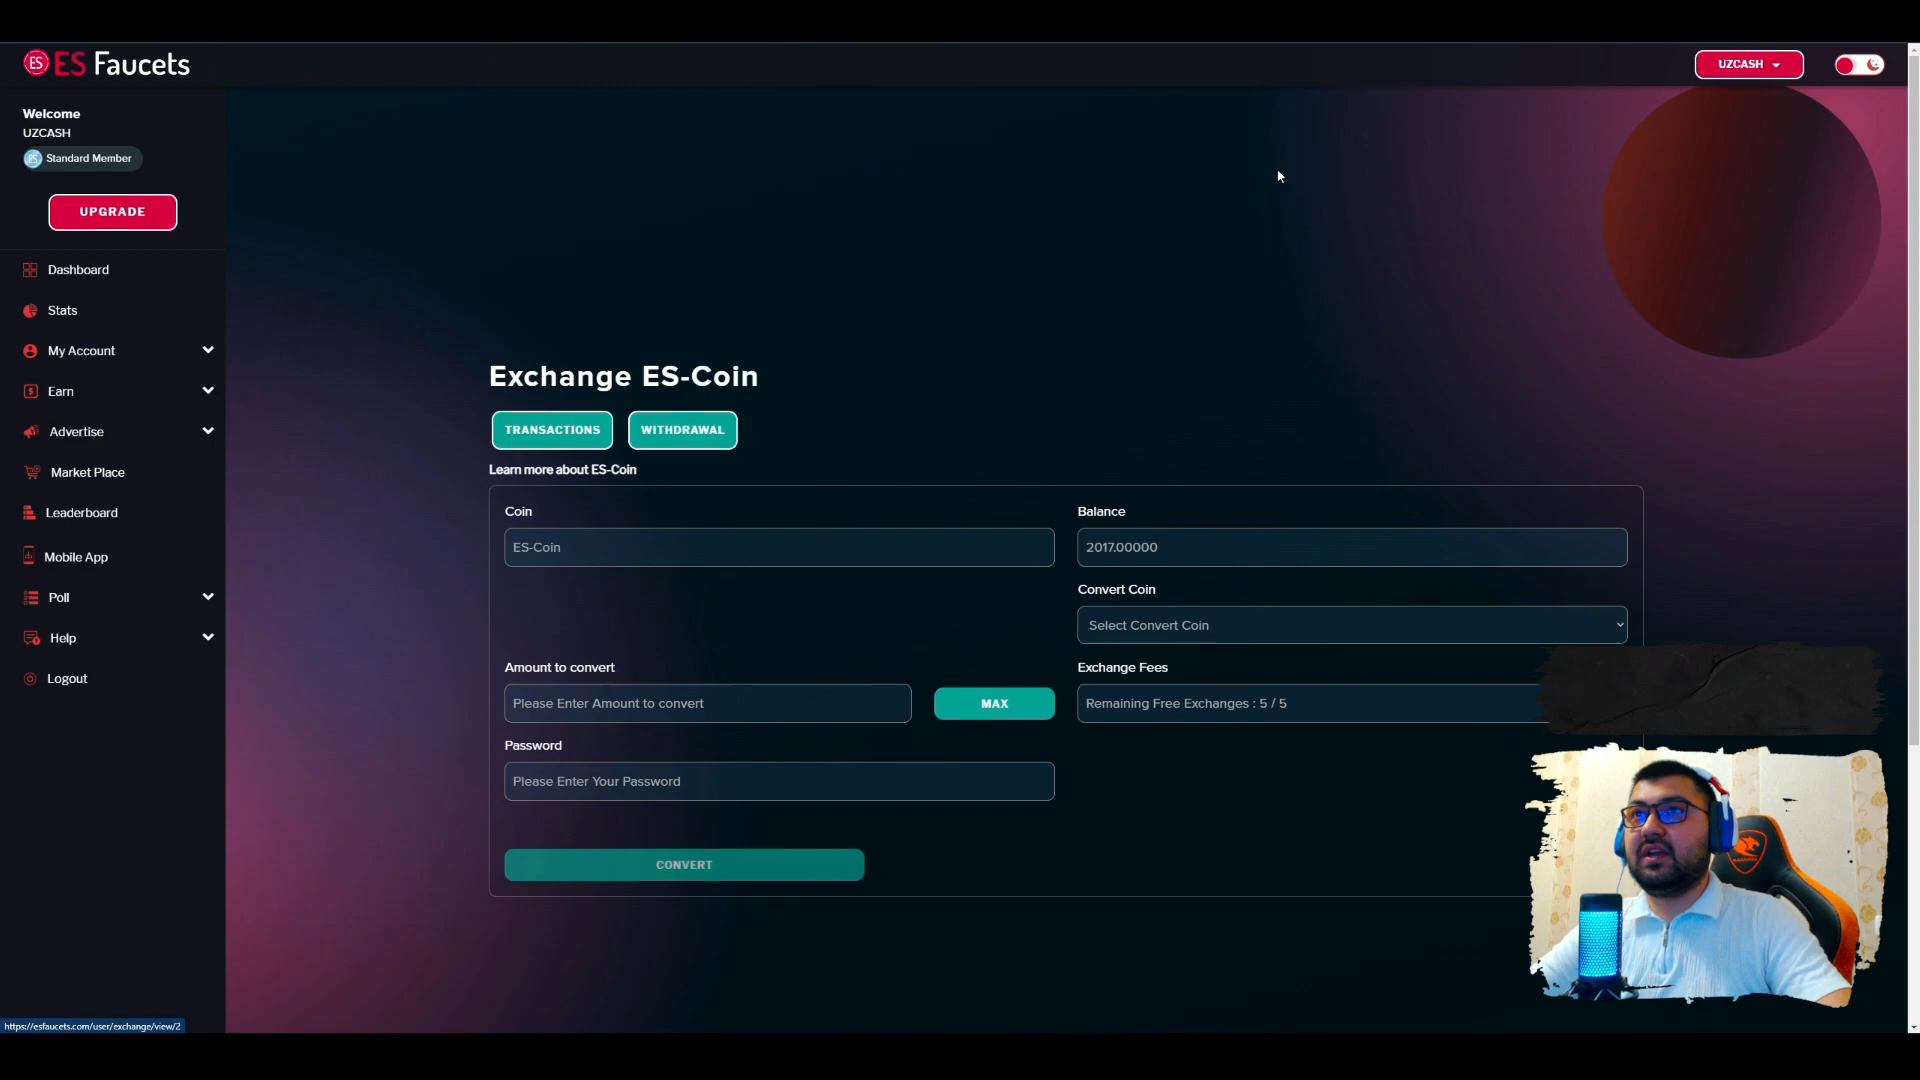 ES ES Faucets
UZCASH
Welcome
UZCASH
ES Standard Member
UPGRADE
Dashboard
Stats
My Account
Earn
Advertise
Market Place
Leaderboard
Mobile App
Poll
Help
Logout
Exchange ES-Coin
TRANSACTIONS
WITHDRAWAL
Learn more about ES-Coin
Coin
ES-Coin
Balance
2017.00000
Convert Coin
Select Convert Coin
Amount to convert
Please Enter Amount to convert
MAX
Exchange Fees
Remaining Free Exchanges : 5 / 5
Password
Please Enter Your Password
CONVERT
https://esfaucets.com/user/exchange/view/2